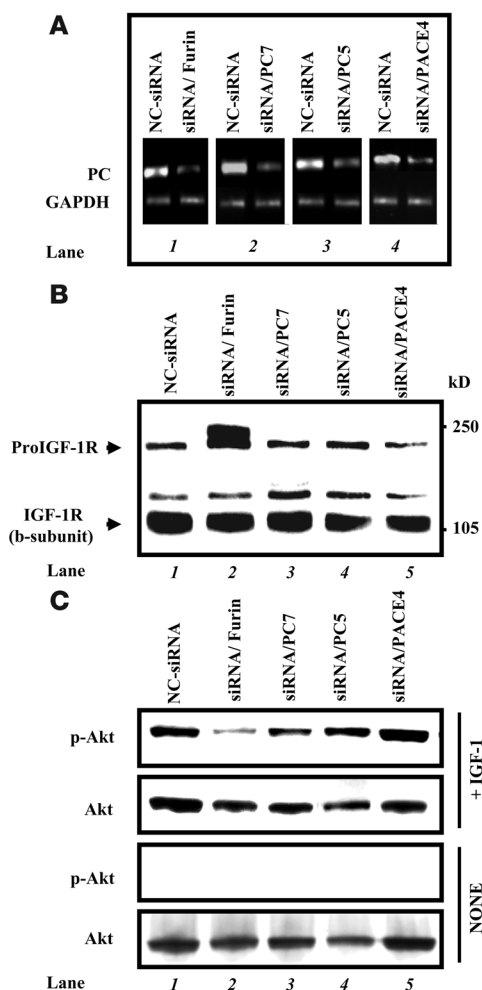 A
NC-siRNA siRNA/ Furin NC-siRNA siRNA/PC7 NC-siRNA siRNA/PC5 NC-siRNA siRNA/PACE4
PC
GAPDH
Lane 1 2 3 4
B
NC-siRNA siRNA/ Furin siRNA/PC7 siRNA/PC5 siRNA/PACE4
kD
ProIGF-1R 250
IGF-1R
(b-subunit) 105
Lane 1 2 3 4 5
C
NC-siRNA siRNA/ Furin siRNA/PC7 siRNA/PC5 siRNA/PACE4
p-Akt
Akt
+ IGF-1
p-Akt
Akt
NONE
Lane 1 2 3 4 5